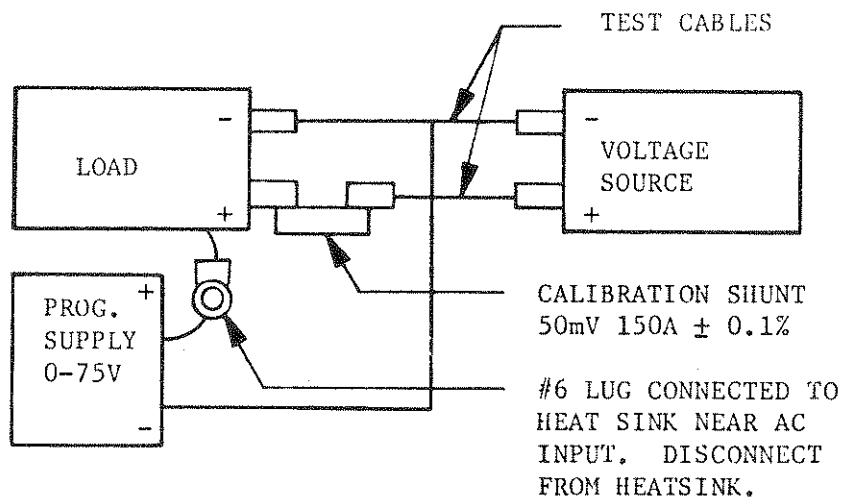 TEST CABLES
-
-
LOAD
VOLTAGE
SOURCE
+
+
+
PROG.
SUPPLY
0-75V
-
CALIBRATION SHUNT
50mV 150A ± 0.1%
#6 LUG CONNECTED TO
HEAT SINK NEAR AC
INPUT. DISCONNECT
FROM HEATSINK.